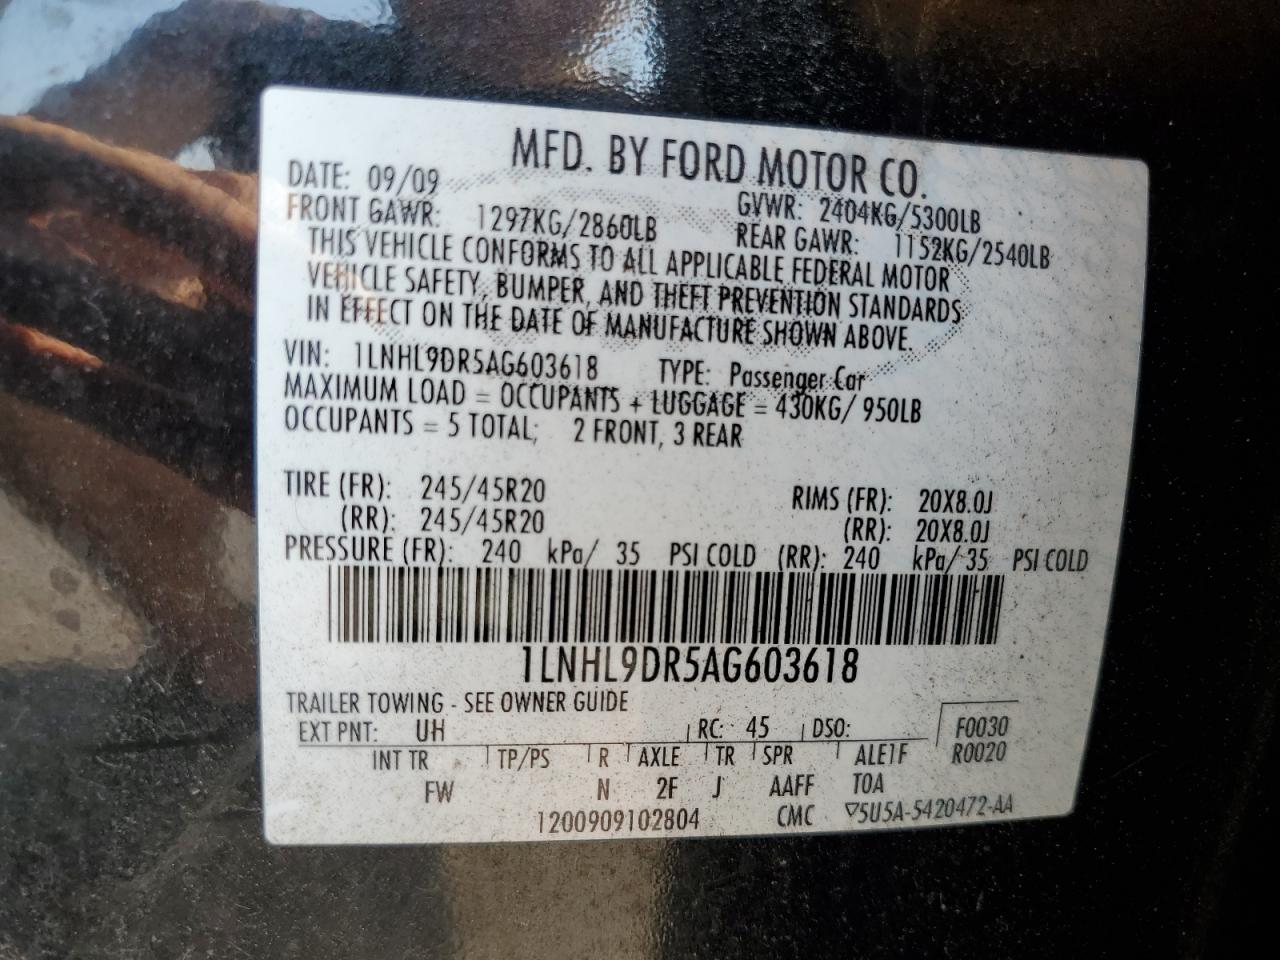 MFD. BY FORD MOTOR CO.
DATE: 09/09 GVWR: 2404KG/5300LB
FRONT GAWR: 1297KG/2860LB REAR GAWR: 1152KG/2540LB
THIS VEHICLE CONFORMS TO ALL APPLICABLE FEDERAL MOTOR
VEHICLE SAFETY, BUMPER, AND THEFT PREVENTION STANDARDS
IN EFFECT ON THE DATE OF MANUFACTURE SHOWN ABOVE.
VIN: 1LNHL9DR5AG603618 TYPE: Passenger Car
MAXIMUM LOAD = OCCUPANTS + LUGGAGE = 430KG/ 950LB
OCCUPANTS = 5 TOTAL; 2 FRONT, 3 REAR
TIRE (FR): 245/45R20 RIMS (FR): 20X8.0J
(RR): 245/45R20 (RR): 20X8.0J
PRESSURE (FR): 240 kPa/ 35 PSI COLD (RR): 240 kPa/ 35 PSI COLD
1LNHL9DR5AG603618
TRAILER TOWING - SEE OWNER GUIDE
EXT PNT: UH RC: 45 DSO: F0030
INT TR TP/PS R AXLE TR SPR ALE1F R0020
FW N 2F J AAFF T0A
1200909102804 CMC ▽5U5A-5420472-AA